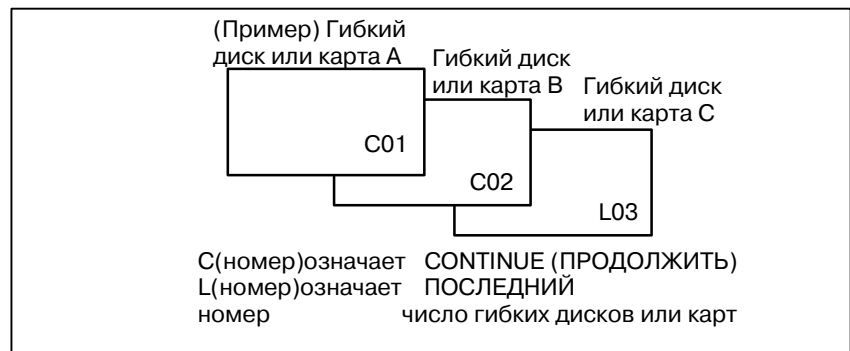 (Пример) Гибкий
диск или карта A
Гибкий диск
или карта B
Гибкий диск
или карта C
C01
C02
L03
C(номер)означает CONTINUE (ПРОДОЛЖИТЬ)
L(номер)означает ПОСЛЕДНИЙ
номер число гибких дисков или карт